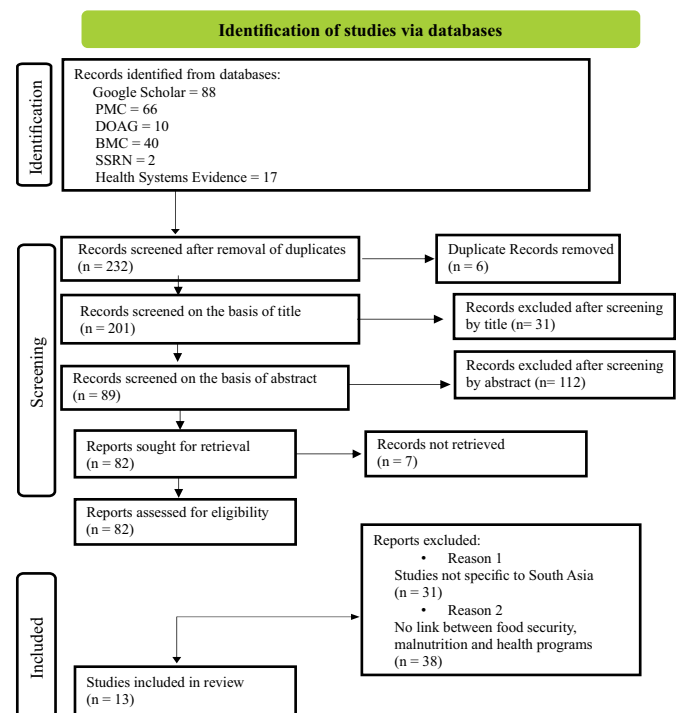 Identification of studies via databases
Identification
Records identified from databases:
Google Scholar = 88
PMC = 66
DOAG = 10
BMC = 40
SSRN = 2
Health Systems Evidence = 17
Screening
Records screened after removal of duplicates
(n = 232)
Duplicate Records removed
(n = 6)
Records screened on the basis of title
(n = 201)
Records excluded after screening
by title (n= 31)
Records screened on the basis of abstract
(n = 89)
Records excluded after screening
by abstract (n= 112)
Reports sought for retrieval
(n = 82)
Records not retrieved
(n = 7)
Reports assessed for eligibility
(n = 82)
Included
Reports excluded:
• Reason 1
Studies not specific to South Asia
(n = 31)
• Reason 2
No link between food security,
malnutrition and health programs
(n = 38)
Studies included in review
(n = 13)